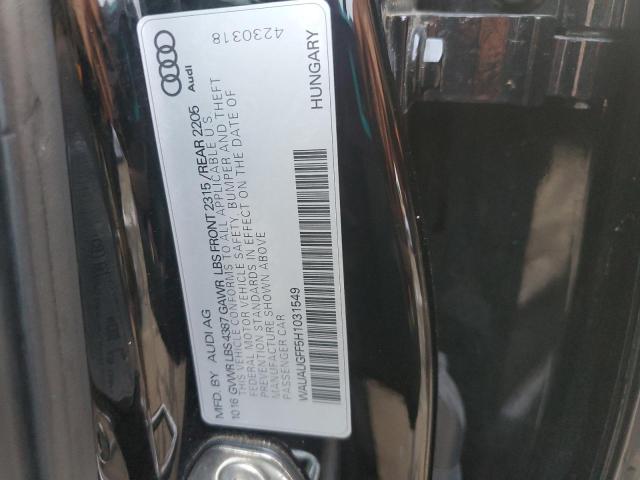 Audi
4230318
MFD. BY AUDI AG
10.16 GVWR LBS 4387 GAWR LBS FRONT 2315/REAR 2205
THIS VEHICLE CONFORMS TO ALL APPLICABLE U.S.
FEDERAL MOTOR VEHICLE SAFETY, BUMPER AND THEFT
PREVENTION STANDARDS IN EFFECT ON THE DATE OF
MANUFACTURE SHOWN ABOVE
PASSENGER CAR
WAUAUGFF5H1031549
HUNGARY